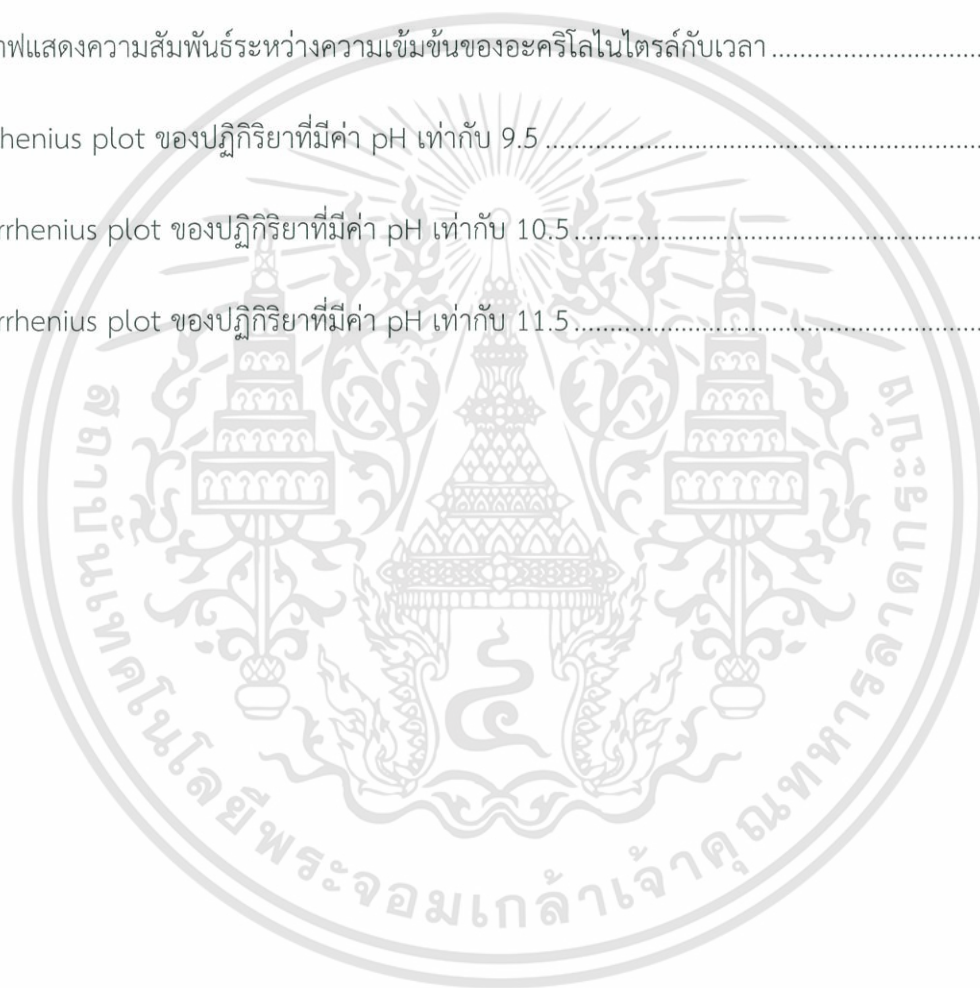 าฟแสดงความสัมพันธ์ระหว่างความเข้มข้นของอะคริโลไนไตรล์กับเวลา
henius plot ของปฏิกิริยาที่มีค่า pH เท่ากับ 9.5
rrhenius plot ของปฏิกิริยาที่มีค่า pH เท่ากับ 10.5
rrhenius plot ของปฏิกิริยาที่มีค่า pH เท่ากับ 11.5
สถาบันเทคโนโลยีพระจอมเกล้าเจ้าคุณทหารลาดกระบัง